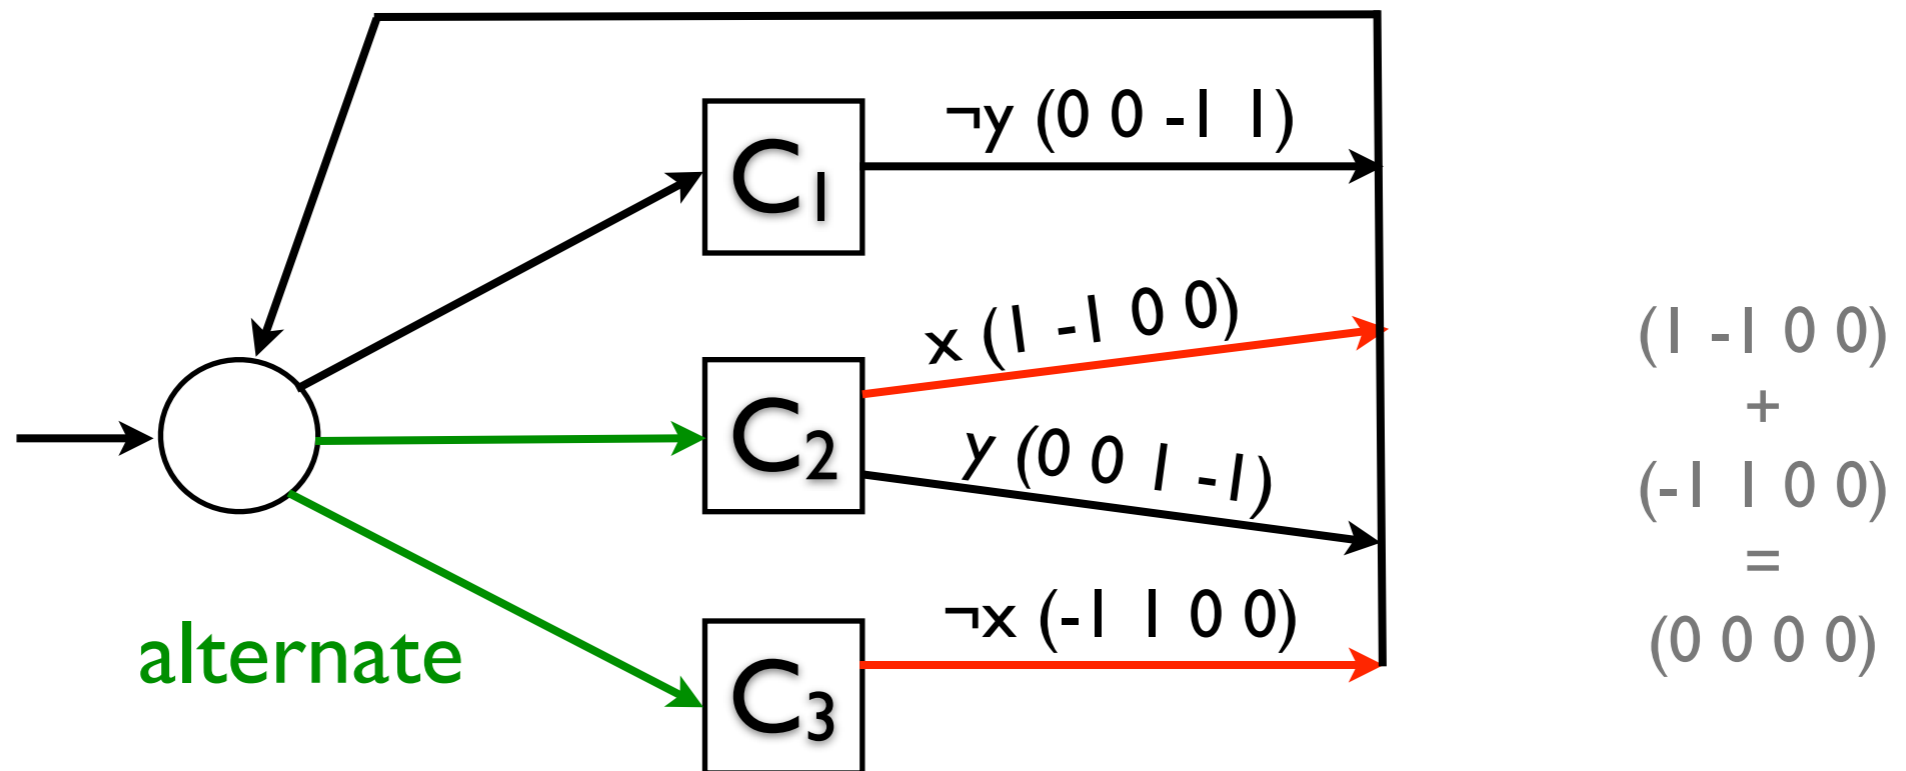 ¬y (0 0 -1 1)
C₁
x (1 -1 0 0)
C₂
y (0 0 1 -1)
¬x (-1 1 0 0)
C₃
alternate
(1 -1 0 0)
+
(-1 1 0 0)
=
(0 0 0 0)